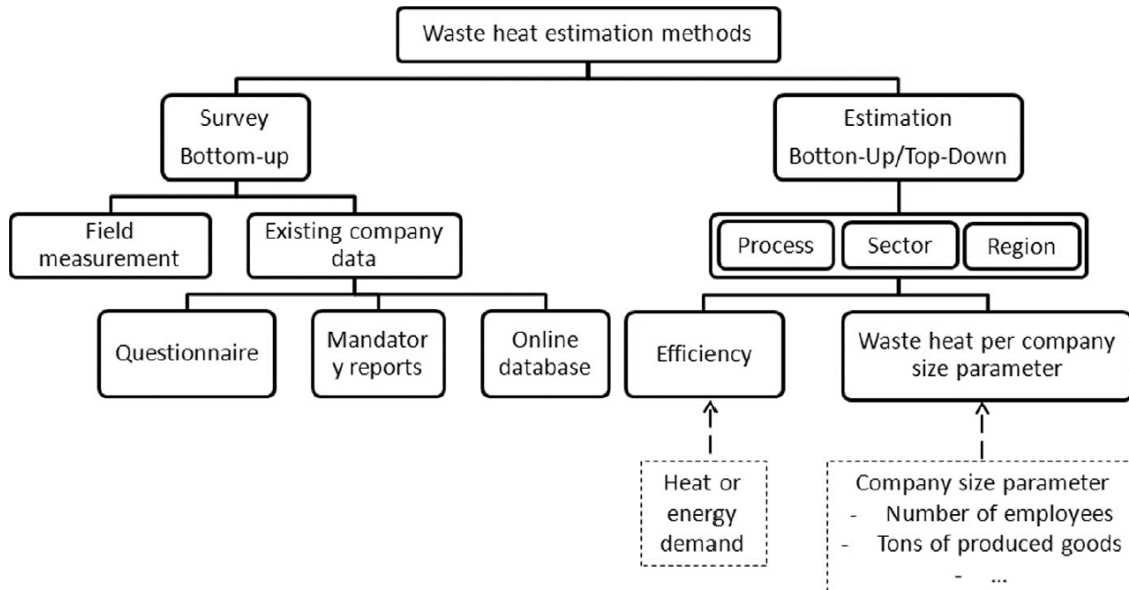 Waste heat estimation methods
Survey
Bottom-up
Estimation
Botton-Up/Top-Down
Field
measurement
Existing company
data
Process
Sector
Region
Questionnaire
Mandator
y reports
Online
database
Efficiency
Waste heat per company
size parameter
Heat or
energy
demand
Company size parameter
- Number of employees
- Tons of produced goods
- ...